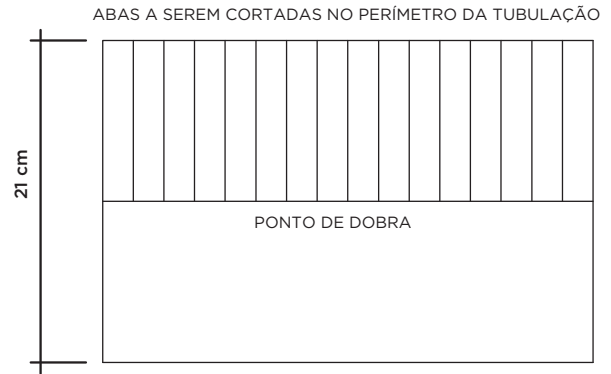 ABAS A SEREM CORTADAS NO PERÍMETRO DA TUBULAÇÃO
21 cm
PONTO DE DOBRA